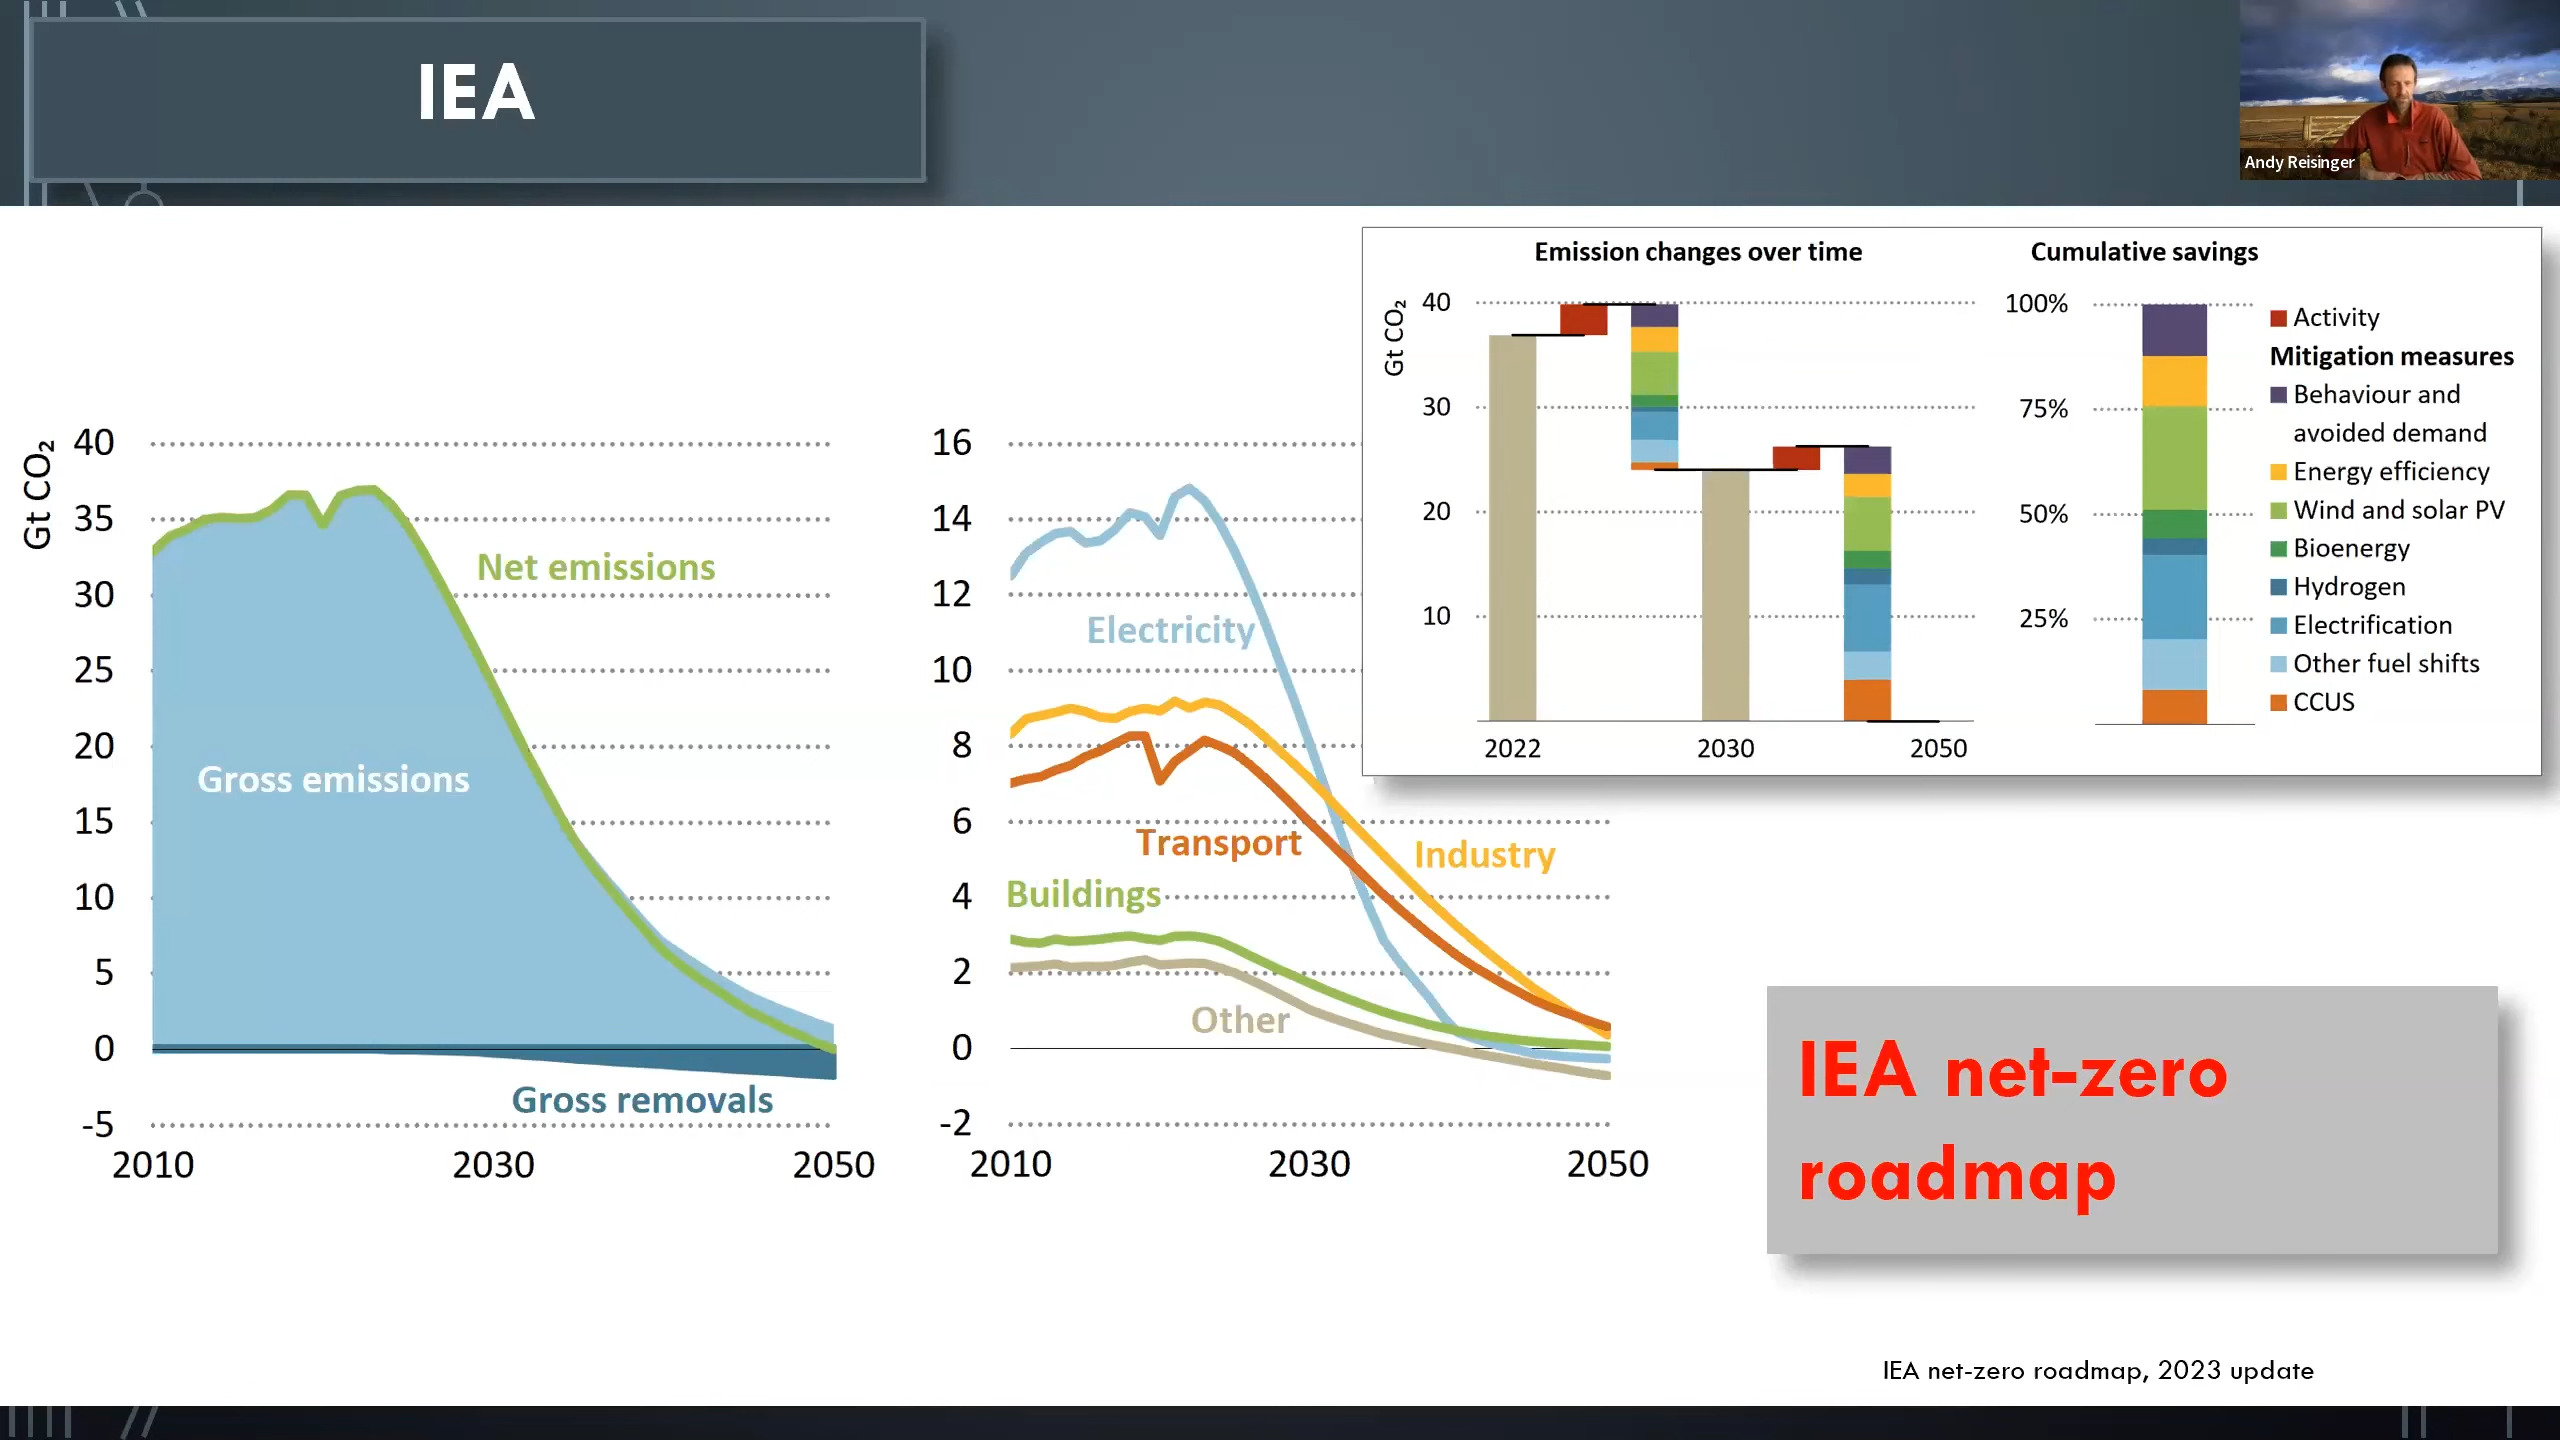 IEA
Andy Reisinger
Gt CO₂
40
35
30
25
20
15
10
5
0
-5
Net emissions
Gross emissions
Gross removals
2010
2030
2050
16
14
12
10
8
6
4
2
0
-2
Electricity
Transport
Industry
Buildings
Other
2010
2030
2050
Emission changes over time
Gt CO₂
40
30
20
10
2022
2030
2050
Cumulative savings
100%
75%
50%
25%
Activity
Mitigation measures
Behaviour and
avoided demand
Energy efficiency
Wind and solar PV
Bioenergy
Hydrogen
Electrification
Other fuel shifts
CCUS
IEA net-zero
roadmap
IEA net-zero roadmap, 2023 update